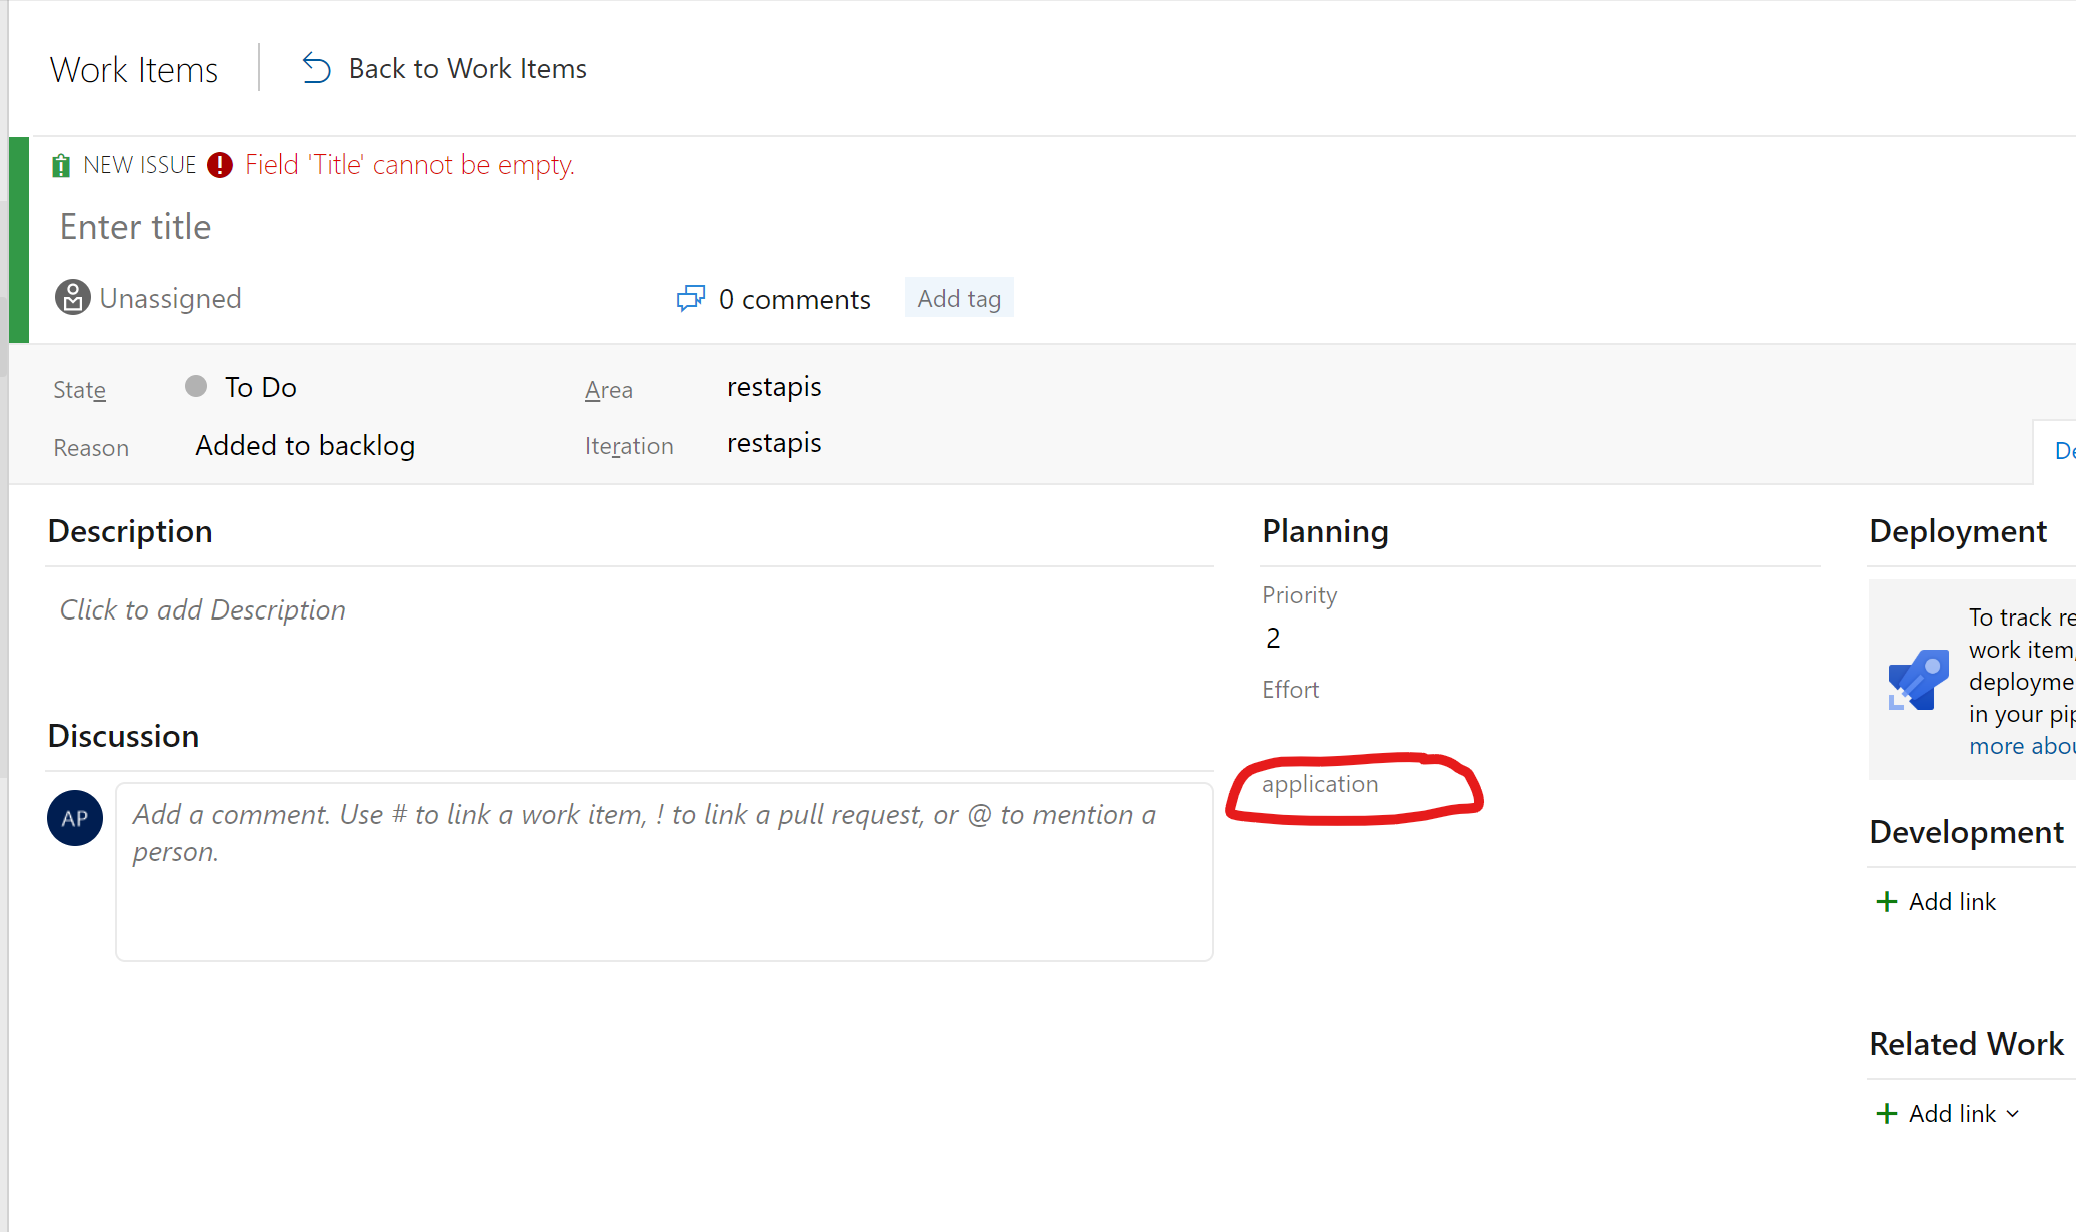 Work Items
Back to Work Items
NEW ISSUE
Field 'Title' cannot be empty.
Enter title
Unassigned
0 comments
Add tag
State
To Do
Area
restapis
Reason
Added to backlog
Iteration
restapis
De
Description
Click to add Description
Discussion
AP
Add a comment. Use # to link a work item, ! to link a pull request, or @ to mention a
person.
Planning
Priority
2
Effort
application
Deployment
To track re
work item,
deployme
in your pip
more abou
Development
Add link
Related Work
Add link